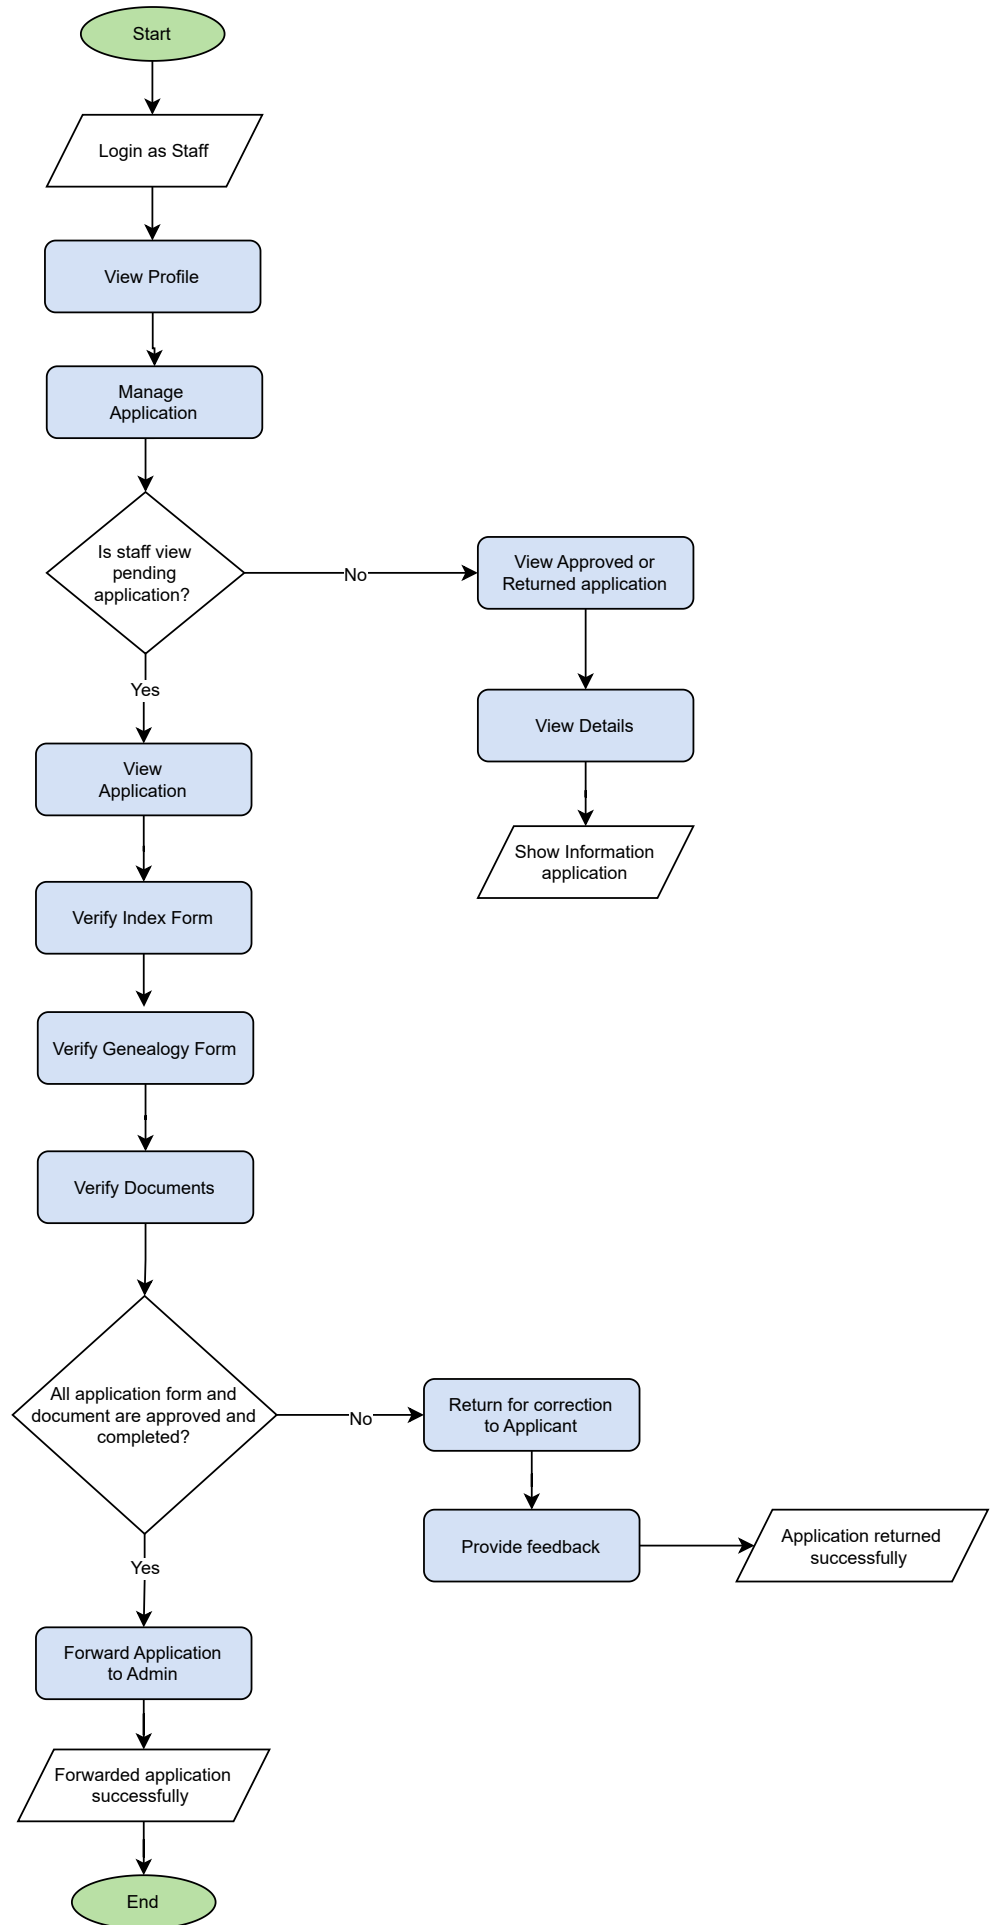 Start
Login as Staff
View Profile
Manage
Application
Is staff view
pending
application?
No
View Approved or
Returned application
Yes
View Details
View
Application
Show Information
application
Verify Index Form
Verify Genealogy Form
Verify Documents
All application form and
document are approved and
completed?
No
Return for correction
to Applicant
Provide feedback
Application returned
successfully
Yes
Forward Application
to Admin
Forwarded application
successfully
End